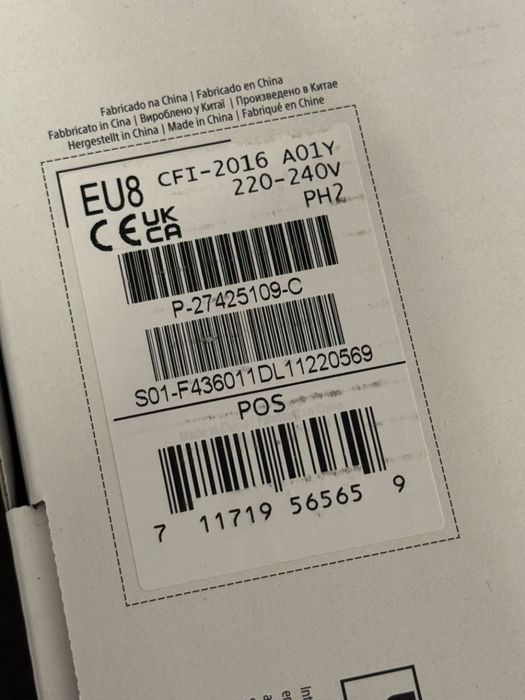 Fabricado na China | Fabricado en China
Fabbricato in Cina | Вироблено у Китаї | Произведено в Китае
Hergestellt in China | Made in China | Fabriqué en Chine
EU8 CFI-2016 A01Y
220-240V
PH2
CE UK CA
P-27425109-C
S01-F436011DL11220569
POS
7 11719 56565 9